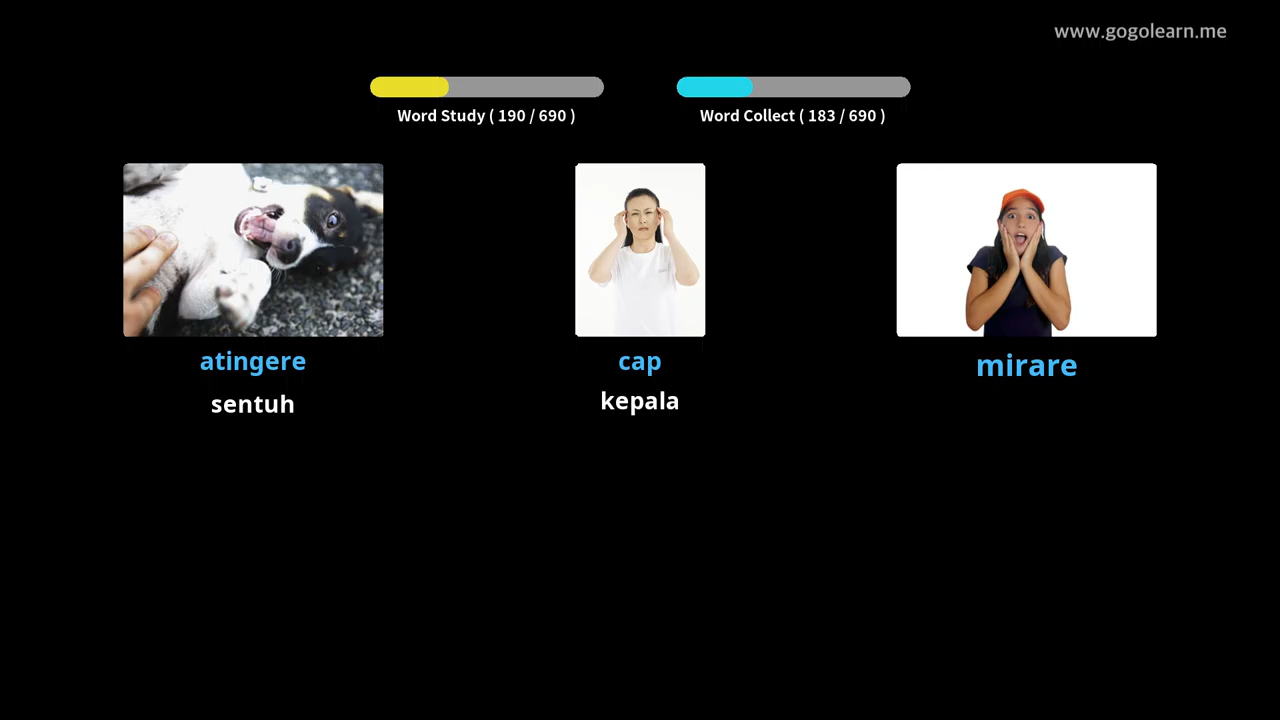 www.gogolearn.me
Word Study ( 190 / 690 )
Word Collect ( 183 / 690 )
atingere
sentuh
cap
kepala
mirare